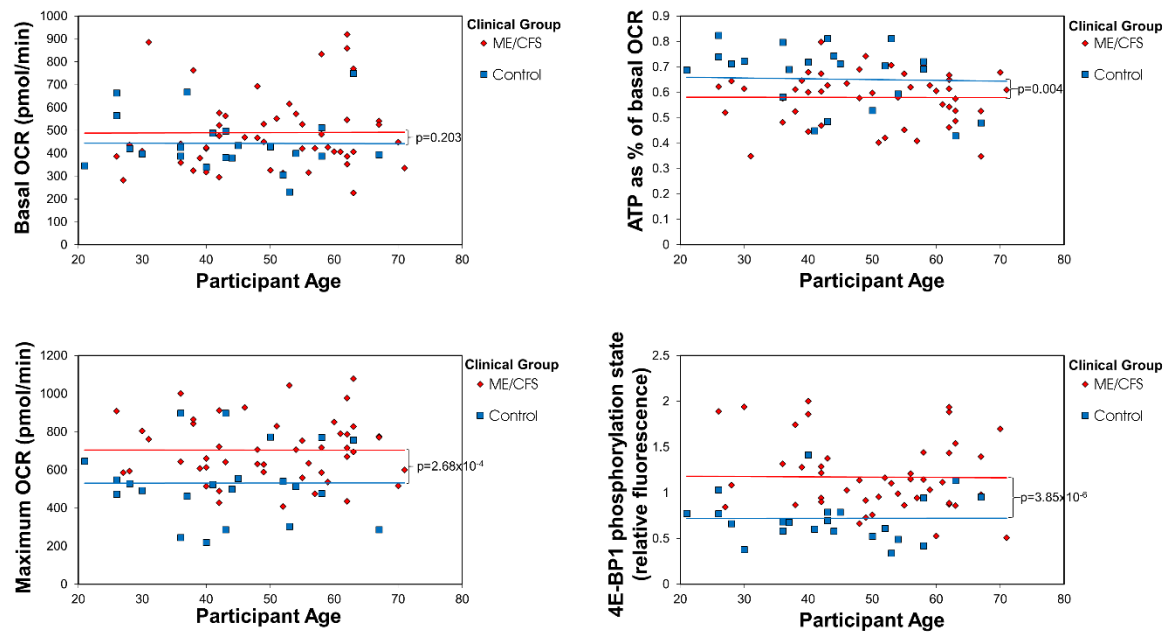 Basal OCR (pmol/min)
1000
900
800
700
600
500
400
300
200
100
0
20 30 40 50 60 70 80
Participant Age
Clinical Group
ME/CFS
Control
p=0.203
ATP as % of basal OCR
0.9
0.8
0.7
0.6
0.5
0.4
0.3
0.2
0.1
0
20 30 40 50 60 70 80
Participant Age
Clinical Group
ME/CFS
Control
p=0.004
Maximum OCR (pmol/min)
1200
1000
800
600
400
200
0
20 30 40 50 60 70 80
Participant Age
Clinical Group
ME/CFS
Control
p=2.68x10⁻⁴
4E-BP1 phosphorylation state
(relative fluorescence)
2.5
2
1.5
1
0.5
0
20 30 40 50 60 70 80
Participant Age
Clinical Group
ME/CFS
Control
p=3.85x10⁻⁶